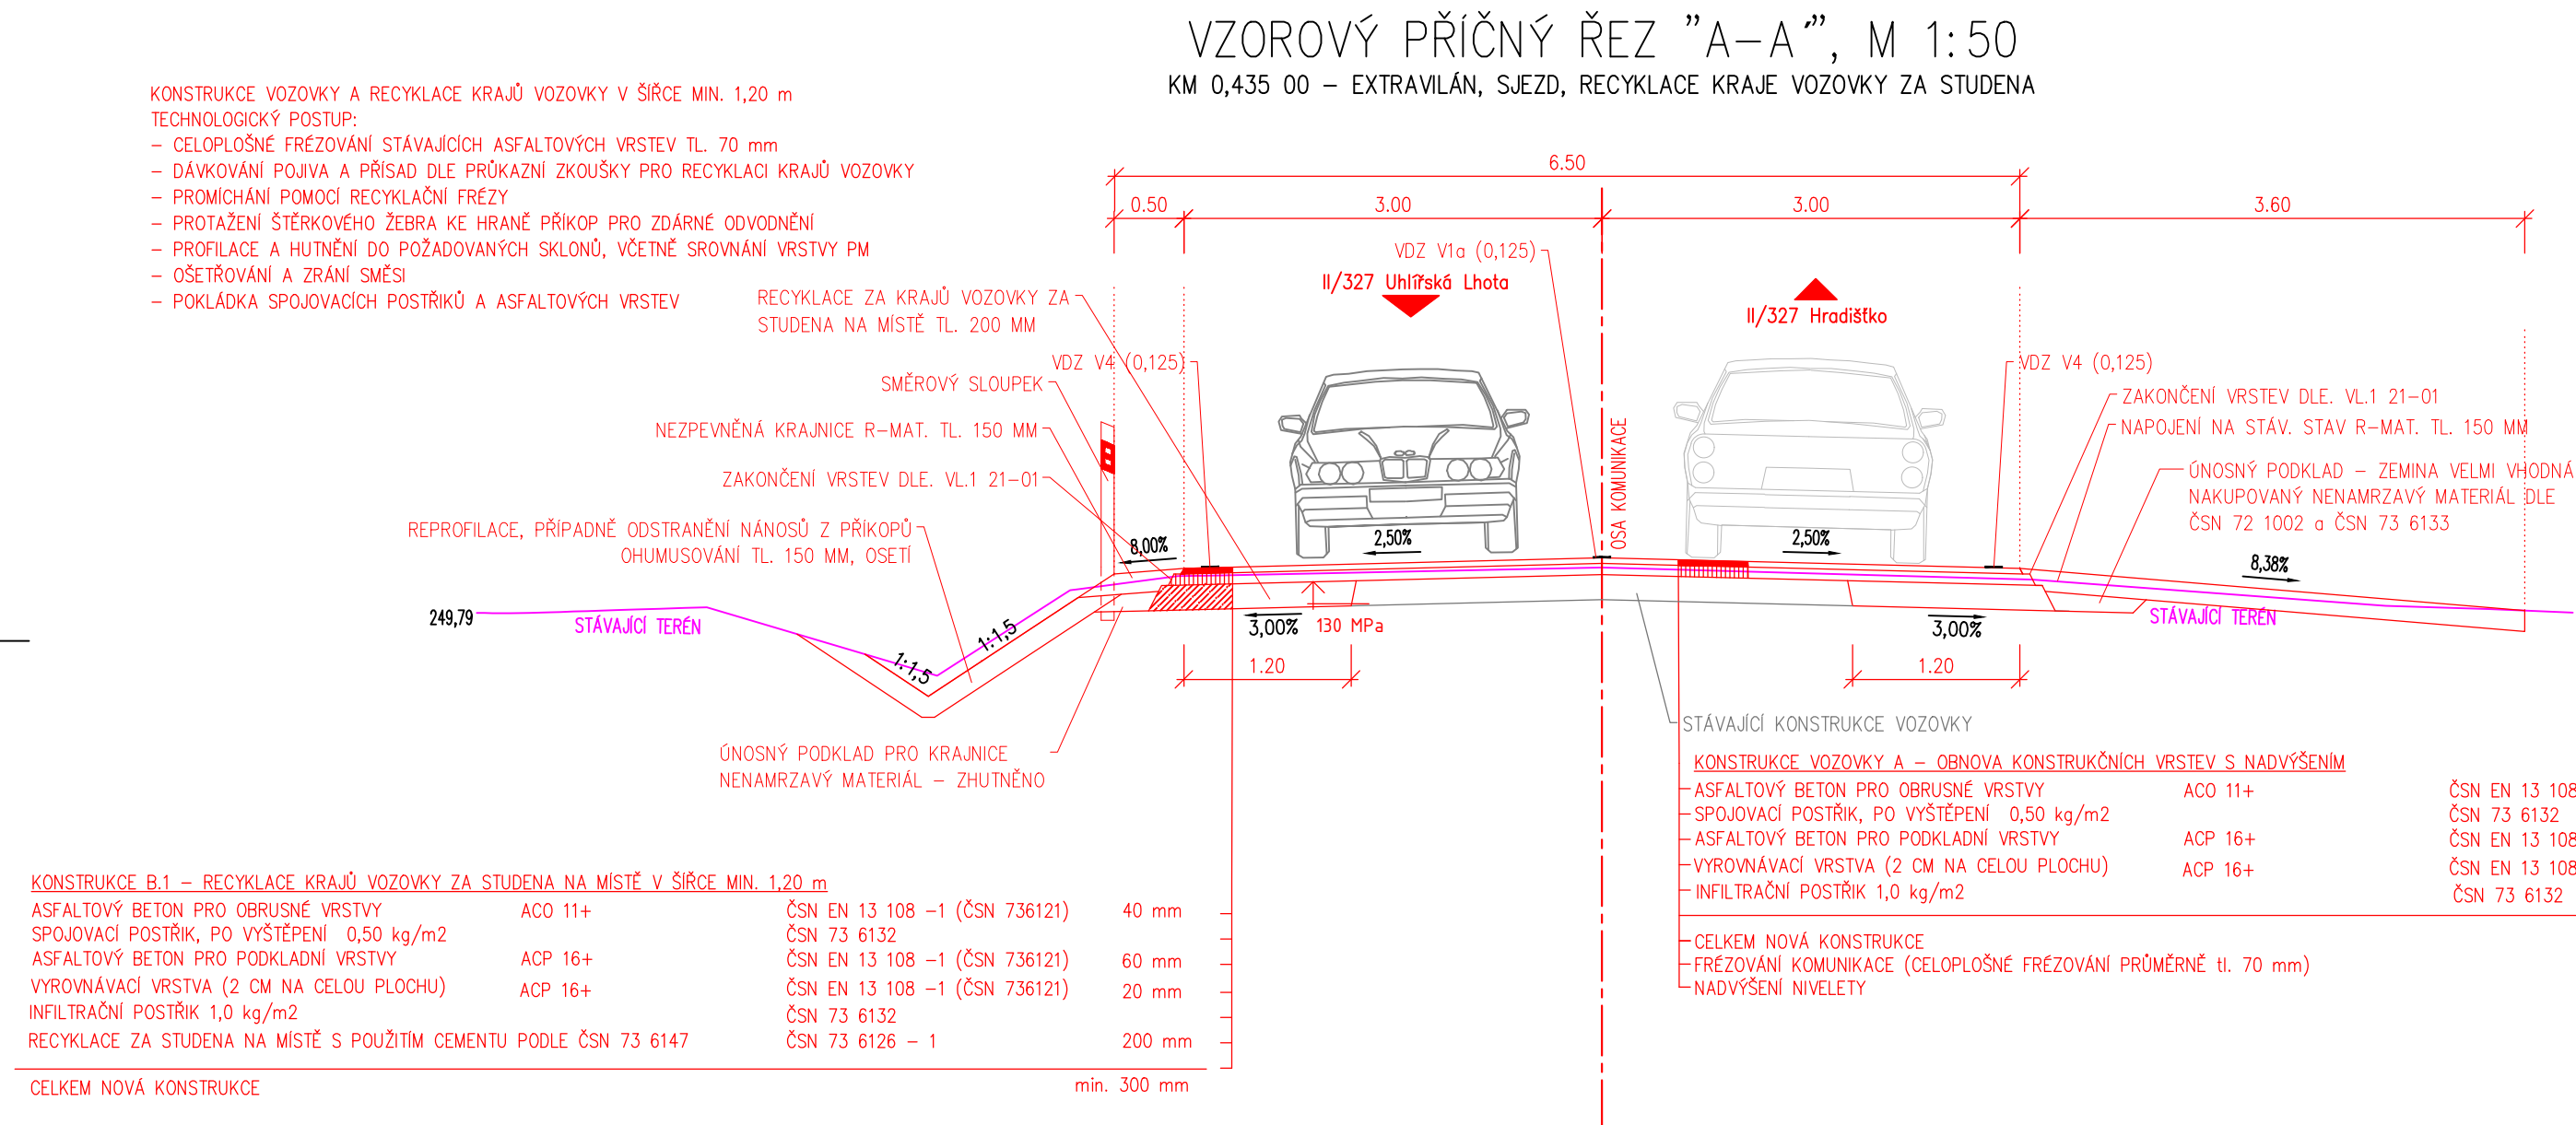 VZOROVÝ PŘÍČNÝ ŘEZ "A–A´", M 1:50
KM 0,435 00 – EXTRAVILÁN, SJEZD, RECYKLACE KRAJE VOZOVKY ZA STUDENA
KONSTRUKCE VOZOVKY A RECYKLACE KRAJŮ VOZOVKY V ŠÍŘCE MIN. 1,20 m
TECHNOLOGICKÝ POSTUP:
– CELOPLOŠNÉ FRÉZOVÁNÍ STÁVAJÍCÍCH ASFALTOVÝCH VRSTEV TL. 70 mm
– DÁVKOVÁNÍ POJIVA A PŘÍSAD DLE PRŮKAZNÍ ZKOUŠKY PRO RECYKLACI KRAJŮ VOZOVKY
– PROMÍCHÁNÍ POMOCÍ RECYKLAČNÍ FRÉZY
– PROTAŽENÍ ŠTĚRKOVÉHO ŽEBRA KE HRANĚ PŘÍKOP PRO ZDÁRNÉ ODVODNĚNÍ
– PROFILACE A HUTNĚNÍ DO POŽADOVANÝCH SKLONŮ, VČETNĚ SROVNÁNÍ VRSTVY PM
– OŠETŘOVÁNÍ A ZRÁNÍ SMĚSI
– POKLÁDKA SPOJOVACÍCH POSTŘIKŮ A ASFALTOVÝCH VRSTEV
6.50
0.50
3.00
3.00
3.60
VDZ V1a (0,125)
II/327 Uhlířská Lhota
II/327 Hradišťko
RECYKLACE ZA KRAJŮ VOZOVKY ZA
STUDENA NA MÍSTĚ TL. 200 MM
VDZ V4 (0,125)
SMĚROVÝ SLOUPEK
NEZPEVNĚNÁ KRAJNICE R–MAT. TL. 150 MM
ZAKONČENÍ VRSTEV DLE. VL.1 21–01
REPROFILACE, PŘÍPADNĚ ODSTRANĚNÍ NÁNOSŮ Z PŘÍKOPŮ
OHUMUSOVÁNÍ TL. 150 MM, OSETÍ
OSA KOMUNIKACE
VDZ V4 (0,125)
ZAKONČENÍ VRSTEV DLE. VL.1 21–01
NAPOJENÍ NA STÁV. STAV R–MAT. TL. 150 MM
ÚNOSNÝ PODKLAD – ZEMINA VELMI VHODNÁ
NAKUPOVANÝ NENAMRZAVÝ MATERIÁL DLE
ČSN 72 1002 a ČSN 73 6133
8,00%
2,50%
2,50%
8,38%
249,79
STÁVAJÍCÍ TERÉN
1:1,5
1:1,5
3,00%
130 MPa
3,00%
STÁVAJÍCÍ TERÉN
1.20
1.20
STÁVAJÍCÍ KONSTRUKCE VOZOVKY
ÚNOSNÝ PODKLAD PRO KRAJNICE
NENAMRZAVÝ MATERIÁL – ZHUTNĚNO
KONSTRUKCE VOZOVKY A – OBNOVA KONSTRUKČNÍCH VRSTEV S NADVÝŠENÍM
ASFALTOVÝ BETON PRO OBRUSNÉ VRSTVY ACO 11+ ČSN EN 13 108
SPOJOVACÍ POSTŘIK, PO VYŠTĚPENÍ 0,50 kg/m2 ČSN 73 6132
ASFALTOVÝ BETON PRO PODKLADNÍ VRSTVY ACP 16+ ČSN EN 13 108
VYROVNÁVACÍ VRSTVA (2 CM NA CELOU PLOCHU) ACP 16+ ČSN EN 13 108
INFILTRAČNÍ POSTŘIK 1,0 kg/m2 ČSN 73 6132
CELKEM NOVÁ KONSTRUKCE
FRÉZOVÁNÍ KOMUNIKACE (CELOPLOŠNÉ FRÉZOVÁNÍ PRŮMĚRNĚ tl. 70 mm)
NADVÝŠENÍ NIVELETY
KONSTRUKCE B.1 – RECYKLACE KRAJŮ VOZOVKY ZA STUDENA NA MÍSTĚ V ŠÍŘCE MIN. 1,20 m
ASFALTOVÝ BETON PRO OBRUSNÉ VRSTVY ACO 11+ ČSN EN 13 108 –1 (ČSN 736121) 40 mm
SPOJOVACÍ POSTŘIK, PO VYŠTĚPENÍ 0,50 kg/m2 ČSN 73 6132
ASFALTOVÝ BETON PRO PODKLADNÍ VRSTVY ACP 16+ ČSN EN 13 108 –1 (ČSN 736121) 60 mm
VYROVNÁVACÍ VRSTVA (2 CM NA CELOU PLOCHU) ACP 16+ ČSN EN 13 108 –1 (ČSN 736121) 20 mm
INFILTRAČNÍ POSTŘIK 1,0 kg/m2 ČSN 73 6132
RECYKLACE ZA STUDENA NA MÍSTĚ S POUŽITÍM CEMENTU PODLE ČSN 73 6147 ČSN 73 6126 – 1 200 mm
CELKEM NOVÁ KONSTRUKCE min. 300 mm